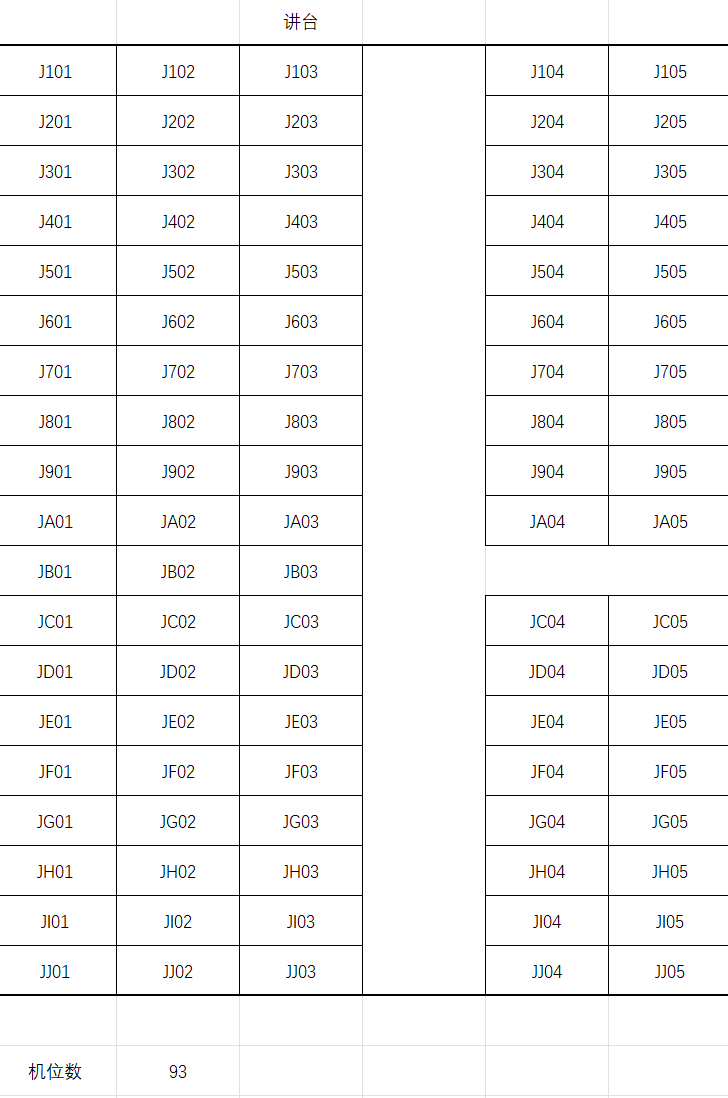 讲台
J101 J102 J103 J104 J105
J201 J202 J203 J204 J205
J301 J302 J303 J304 J305
J401 J402 J403 J404 J405
J501 J502 J503 J504 J505
J601 J602 J603 J604 J605
J701 J702 J703 J704 J705
J801 J802 J803 J804 J805
J901 J902 J903 J904 J905
JA01 JA02 JA03 JA04 JA05
JB01 JB02 JB03
JC01 JC02 JC03 JC04 JC05
JD01 JD02 JD03 JD04 JD05
JE01 JE02 JE03 JE04 JE05
JF01 JF02 JF03 JF04 JF05
JG01 JG02 JG03 JG04 JG05
JH01 JH02 JH03 JH04 JH05
JI01 JI02 JI03 JI04 JI05
JJ01 JJ02 JJ03 JJ04 JJ05
机位数 93